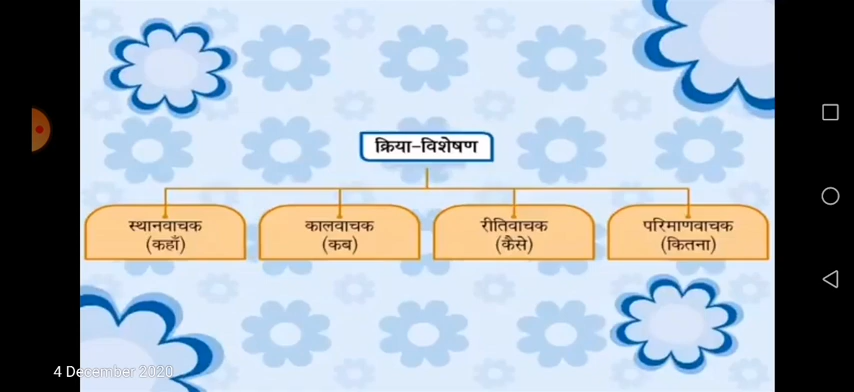 क्रिया-विशेषण
स्थानवाचक
(कहाँ)
कालवाचक
(कब)
रीतिवाचक
(कैसे)
परिमाणवाचक
(कितना)
4 December 2020